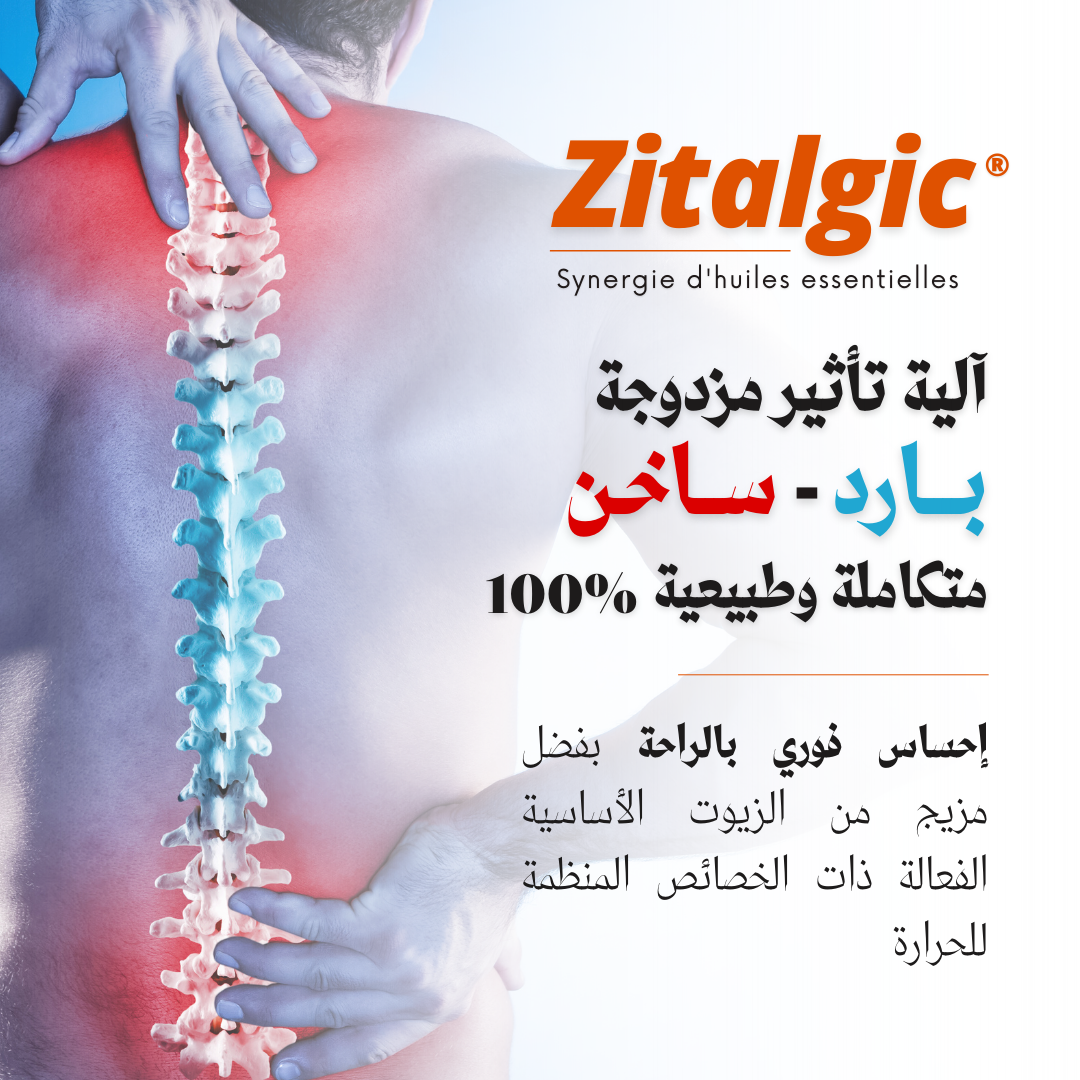 Zitalgic®
Synergie d'huiles essentielles
آلية تأثير مزدوجة
بـارد - سـاخن
متكاملة وطبيعية %100
إحساس فوري بالراحة بفضل
مزيج من الزيوت الأساسية
الفعالة ذات الخصائص المنظمة
للحرارة